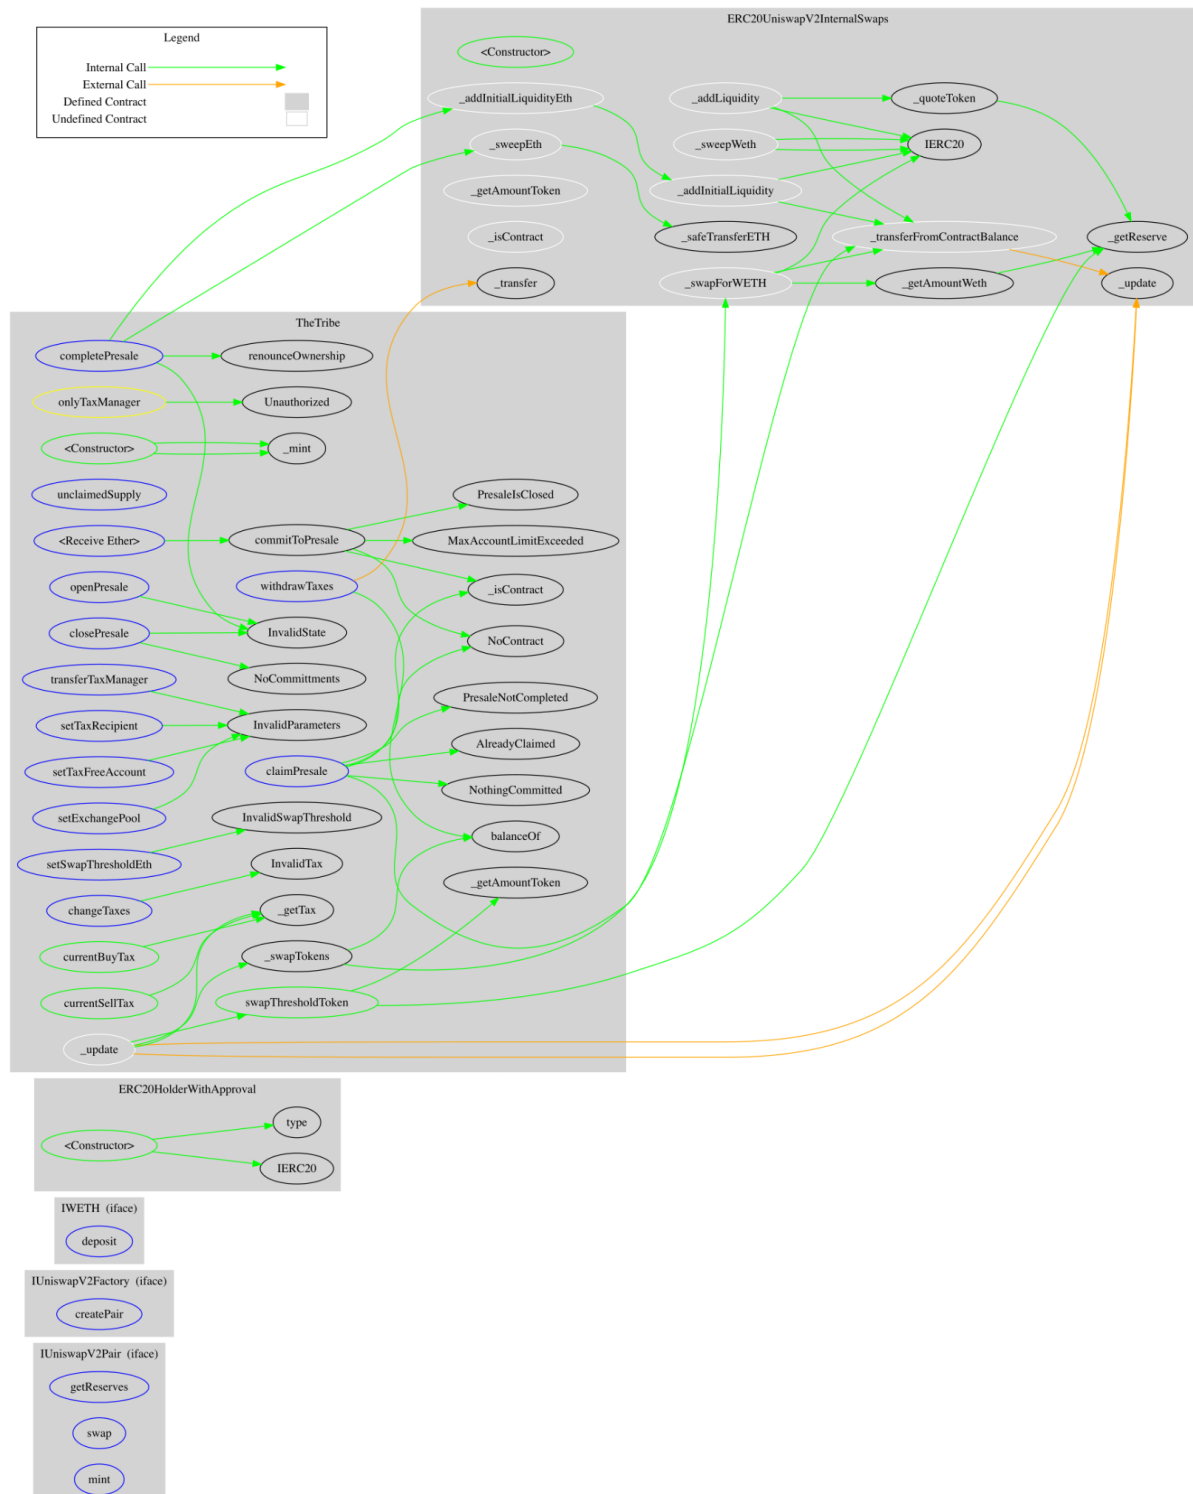 Legend
Internal Call
External Call
Defined Contract
Undefined Contract
ERC20UniswapV2InternalSwaps
<Constructor>
_addInitialLiquidityEth
_addLiquidity
_quoteToken
_sweepEth
_sweepWeth
IERC20
_getAmountToken
_addInitialLiquidity
_isContract
_safeTransferETH
_transferFromContractBalance
_getReserve
_transfer
_swapForWETH
_getAmountWeth
_update
TheTribe
completePresale
renounceOwnership
onlyTaxManager
Unauthorized
<Constructor>
_mint
unclaimedSupply
PresaleIsClosed
<Receive Ether>
commitToPresale
MaxAccountLimitExceeded
openPresale
withdrawTaxes
_isContract
closePresale
InvalidState
NoContract
transferTaxManager
NoCommittments
PresaleNotCompleted
setTaxRecipient
InvalidParameters
AlreadyClaimed
setTaxFreeAccount
claimPresale
NothingCommitted
setExchangePool
InvalidSwapThreshold
balanceOf
setSwapThresholdEth
InvalidTax
_getAmountToken
changeTaxes
_getTax
currentBuyTax
_swapTokens
currentSellTax
swapThresholdToken
_update
ERC20HolderWithApproval
type
<Constructor>
IERC20
IWETH (iface)
deposit
IUniswapV2Factory (iface)
createPair
IUniswapV2Pair (iface)
getReserves
swap
mint